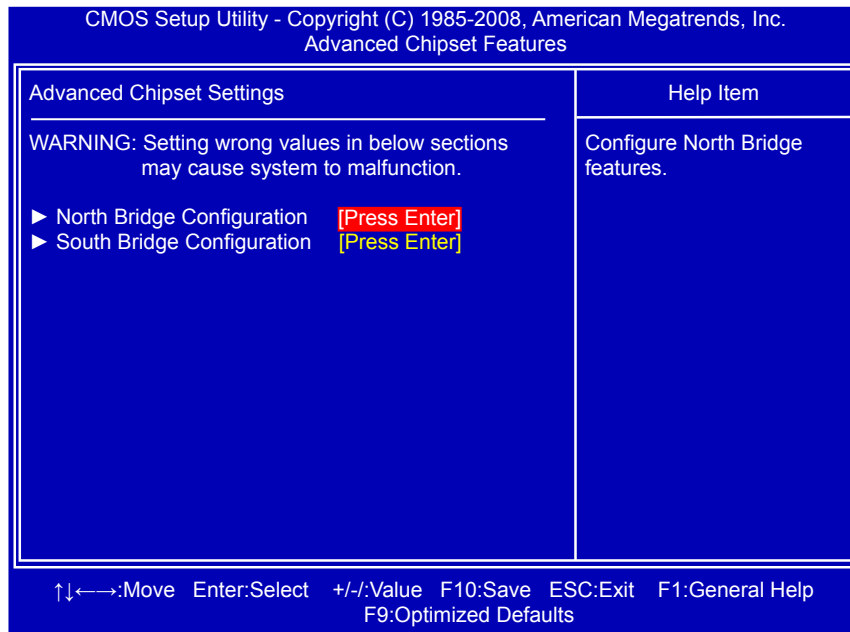 CMOS Setup Utility - Copyright (C) 1985-2008, American Megatrends, Inc.
Advanced Chipset Features
Advanced Chipset Settings
Help Item
WARNING: Setting wrong values in below sections
may cause system to malfunction.
Configure North Bridge
features.
► North Bridge Configuration [Press Enter]
► South Bridge Configuration [Press Enter]
↑↓←→:Move Enter:Select +/-/:Value F10:Save ESC:Exit F1:General Help
F9:Optimized Defaults